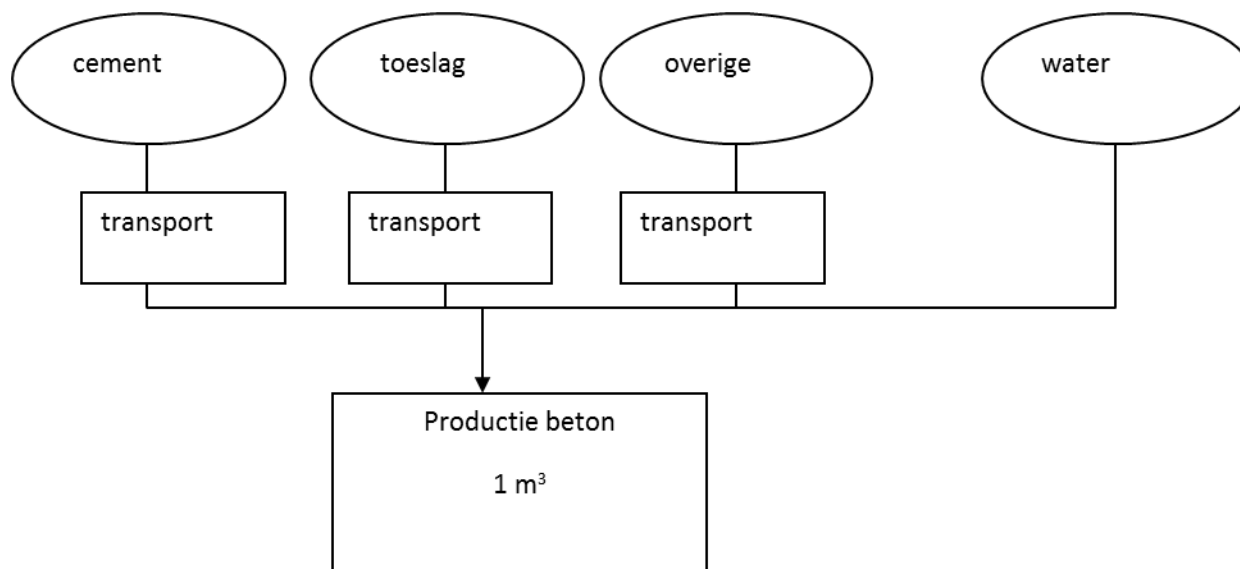 cement
toeslag
overige
water
transport
transport
transport
Productie beton
1 m³